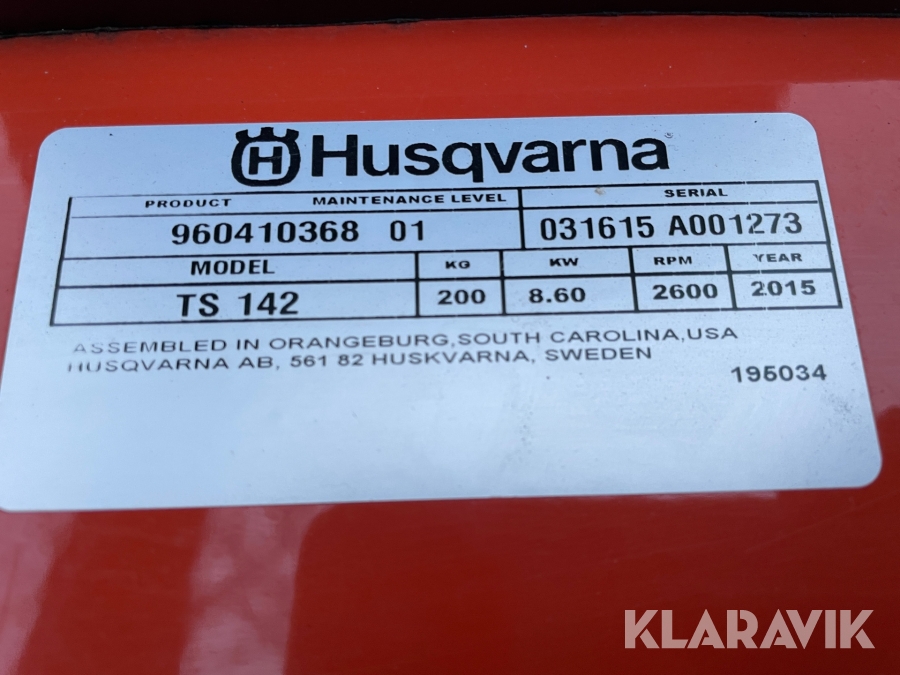 H Husqvarna
PRODUCT MAINTENANCE LEVEL SERIAL
960410368 01 031615 A001273
MODEL KG KW RPM YEAR
TS 142 200 8.60 2600 2015
ASSEMBLED IN ORANGEBURG,SOUTH CAROLINA,USA
HUSQVARNA AB, 561 82 HUSKVARNA, SWEDEN
195034
KLARAVIK